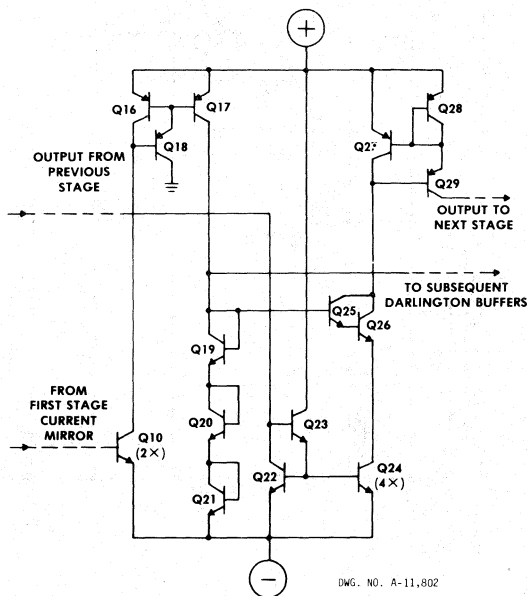 +
Q16
Q17
Q28
Q18
Q27
OUTPUT FROM
PREVIOUS
STAGE
Q29
OUTPUT TO
NEXT STAGE
TO SUBSEQUENT
DARLINGTON BUFFERS
Q25
Q26
Q19
FROM
FIRST STAGE
CURRENT
MIRROR
Q20
Q23
Q10
(2×)
Q22
Q24
(4×)
Q21
−
DWG. NO. A-11,802